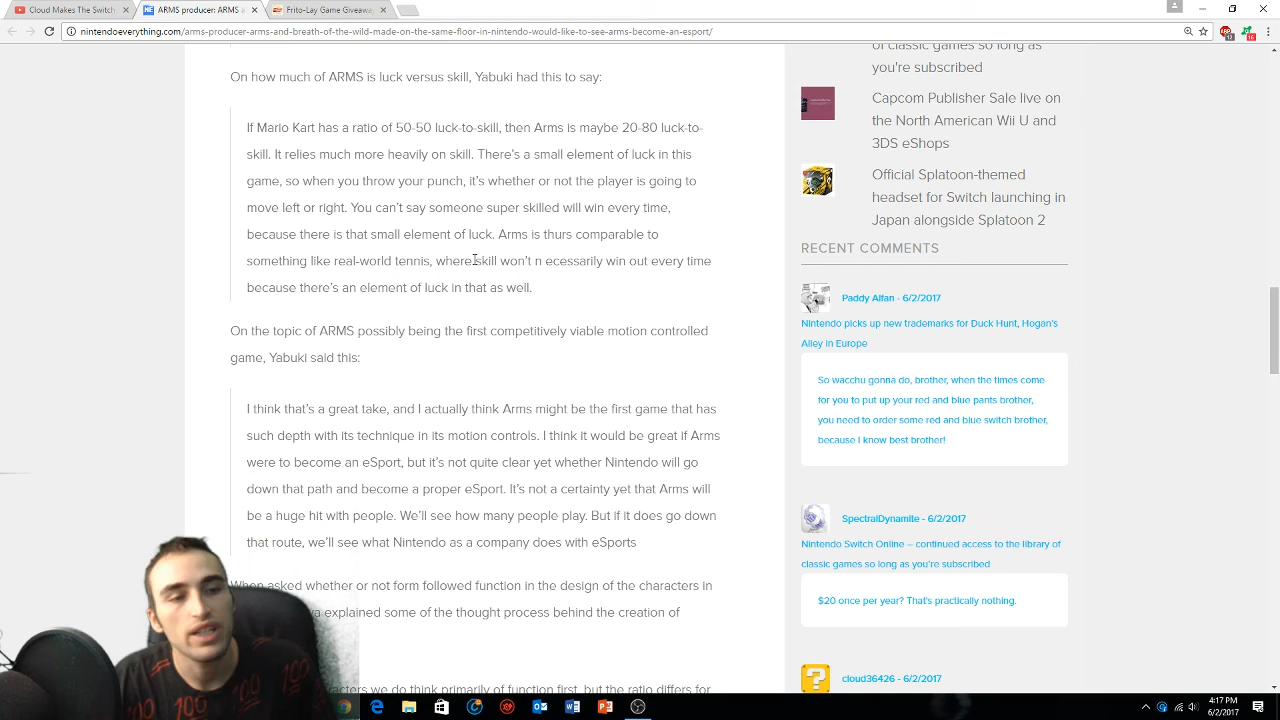 Cloud Makes The Switch
ARMS producer: ARMS a
Frito-Lay Game Giveaway
nintendoeverything.com/arms-producer-arms-and-breath-of-the-wild-made-on-the-same-floor-in-nintendo-would-like-to-see-arms-become-an-esport/
12
16
On how much of ARMS is luck versus skill, Yabuki had this to say:
If Mario Kart has a ratio of 50-50 luck-to-skill, then Arms is maybe 20-80 luck-to-
skill. It relies much more heavily on skill. There's a small element of luck in this
game, so when you throw your punch, it's whether or not the player is going to
move left or right. You can't say someone super skilled will win every time,
because there is that small element of luck. Arms is thurs comparable to
something like real-world tennis, where skill won't n ecessarily win out every time
because there's an element of luck in that as well.
On the topic of ARMS possibly being the first competitively viable motion controlled
game, Yabuki said this:
I think that's a great take, and I actually think Arms might be the first game that has
such depth with its technique in its motion controls. I think it would be great if Arms
were to become an eSport, but it's not quite clear yet whether Nintendo will go
down that path and become a proper eSport. It's not a certainty yet that Arms will
be a huge hit with people. We'll see how many people play. But if it does go down
that route, we'll see what Nintendo as a company does with eSports
When asked whether or not form followed function in the design of the characters in
explained some of the thought process behind the creation of
we do think primarily of function first, but the ratio differs for
of classic games so long as
you're subscribed
Capcom Publisher Sale live on
the North American Wii U and
3DS eShops
Official Splatoon-themed
headset for Switch launching in
Japan alongside Splatoon 2
RECENT COMMENTS
Paddy Alfan - 6/2/2017
Nintendo picks up new trademarks for Duck Hunt, Hogan's
Alley in Europe
So wacchu gonna do, brother, when the times come
for you to put up your red and blue pants brother,
you need to order some red and blue switch brother,
because I know best brother!
SpectralDynamite - 6/2/2017
Nintendo Switch Online – continued access to the library of
classic games so long as you're subscribed
$20 once per year? That's practically nothing.
cloud36426 - 6/2/2017
4:17 PM
6/2/2017